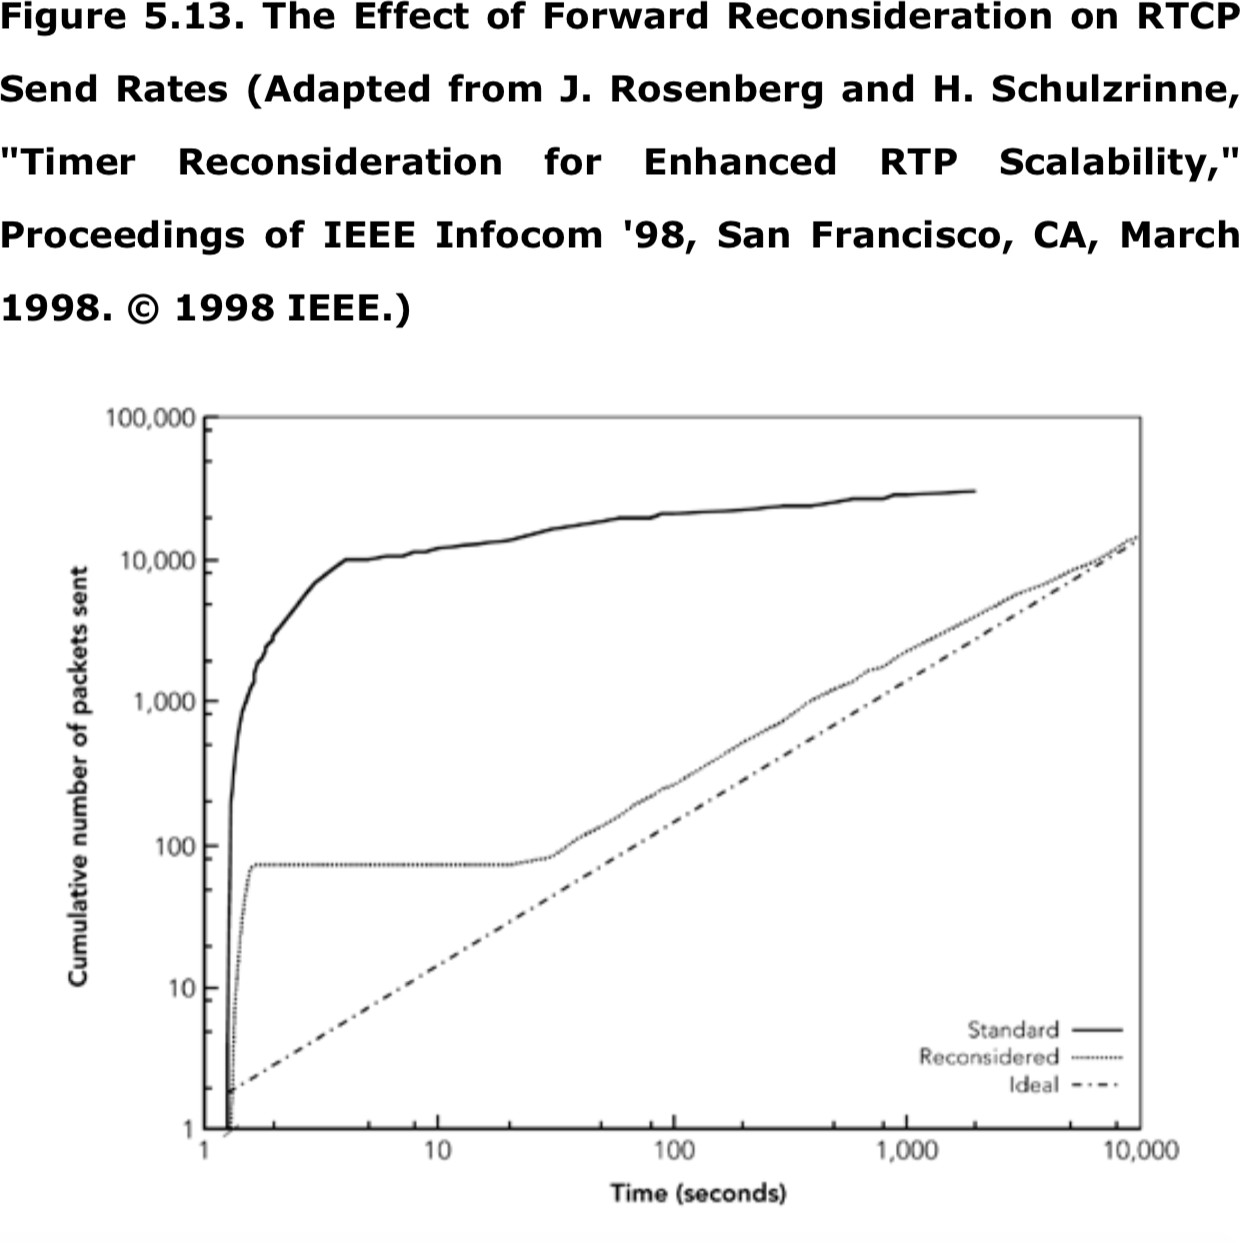 Figure 5.13. The Effect of Forward Reconsideration on RTCP
Send Rates (Adapted from J. Rosenberg and H. Schulzrinne,
"Timer Reconsideration for Enhanced RTP Scalability,"
Proceedings of IEEE Infocom '98, San Francisco, CA, March
1998. © 1998 IEEE.)
100,000
10,000
1,000
100
10
1
Cumulative number of packets sent
Standard
Reconsidered
Ideal
1 10 100 1,000 10,000
Time (seconds)